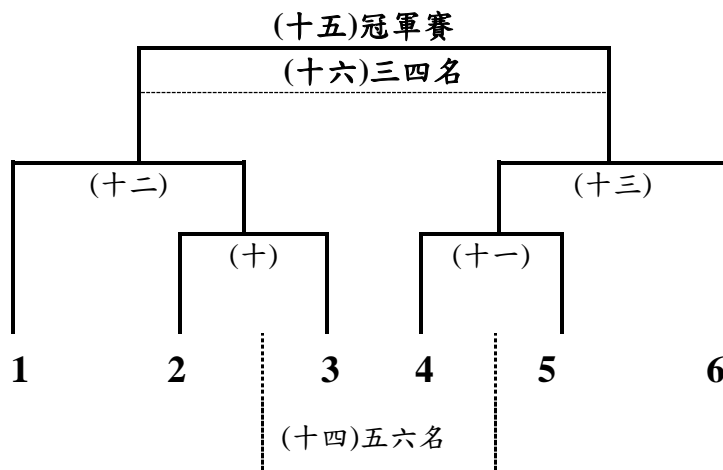 (十五)冠軍賽
(十六)三四名
(十二) (十三)
(十) (十一)
1 2 3 4 5 6
(十四)五六名